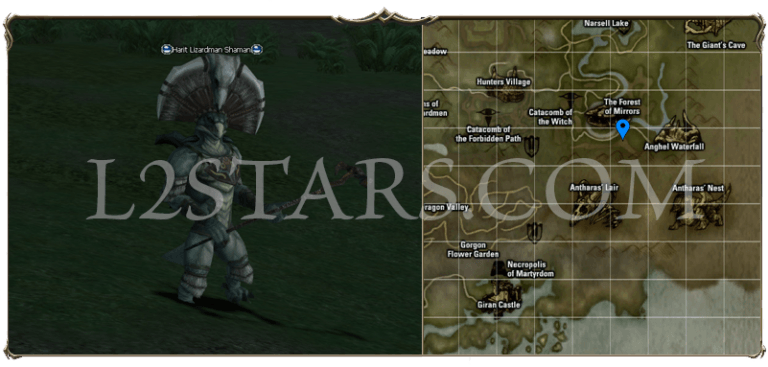 Harit Lizardman Shaman
Narsell Lake
The Giant's Cave
eadow
Hunters Village
The Forest
of Mirrors
ns of
ordmen
Catacomb of
the Witch
Catacomb of
the Forbidden Path
Anghel Waterfall
L2STARS.COM
Antharas' Lair
Antharas' Nest
ragon Valley
Gorgon
Flower Garden
Necropolis
of Martyrdom
Giran Castle